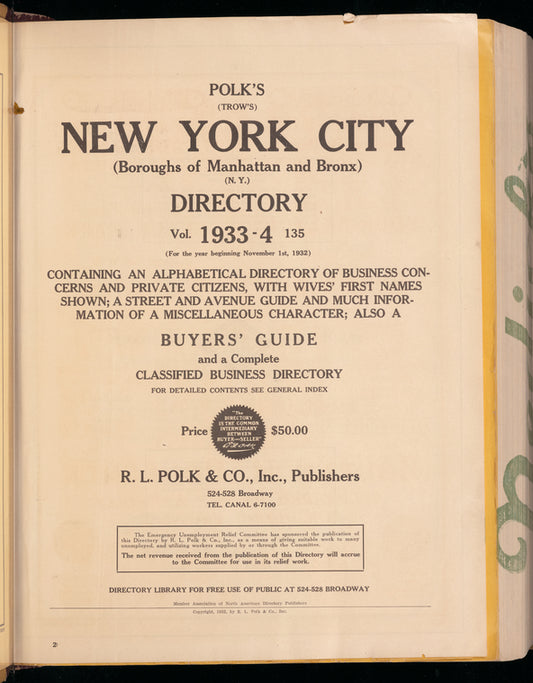 POLK'S
(TROW'S)
NEW YORK CITY
(Boroughs of Manhattan and Bronx)
(N. Y.)
DIRECTORY
Vol. 1933-4 135
(For the year beginning November 1st, 1932)
CONTAINING AN ALPHABETICAL DIRECTORY OF BUSINESS CON-
CERNS AND PRIVATE CITIZENS, WITH WIVES' FIRST NAMES
SHOWN; A STREET AND AVENUE GUIDE AND MUCH INFOR-
MATION OF A MISCELLANEOUS CHARACTER; ALSO A
BUYERS' GUIDE
and a Complete
CLASSIFIED BUSINESS DIRECTORY
FOR DETAILED CONTENTS SEE GENERAL INDEX
"The
DIRECTORY
IS THE COMMON
INTERMEDIARY
BETWEEN
BUYER—SELLER"
Price $50.00
R. L. POLK & CO., Inc., Publishers
524-528 Broadway
TEL. CANAL 6-7100
The Emergency Unemployment Relief Committee has sponsored the publication of
this Directory by R. L. Polk & Co., Inc., as a means of giving suitable work to many
unemployed, and utilizing workers supplied by or through the Committee.
The net revenue received from the publication of this Directory will accrue
to the Committee for use in its relief work.
DIRECTORY LIBRARY FOR FREE USE OF PUBLIC AT 524-528 BROADWAY
Member Association of North American Directory Publishers
Copyright, 1932, by R. L. Polk & Co., Inc.
2